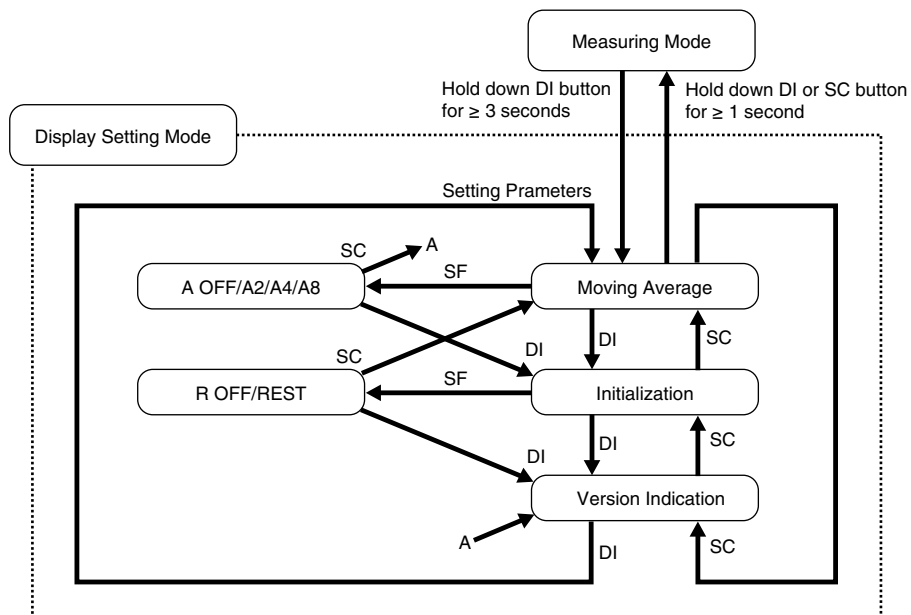 Measuring Mode
Hold down DI button
for ≥ 3 seconds
Hold down DI or SC button
for ≥ 1 second
Display Setting Mode
Setting Prameters
SC
A
A OFF/A2/A4/A8
SF
Moving Average
SC
DI
DI
SC
R OFF/REST
SF
Initialization
DI
DI
SC
Version Indication
A
DI
SC